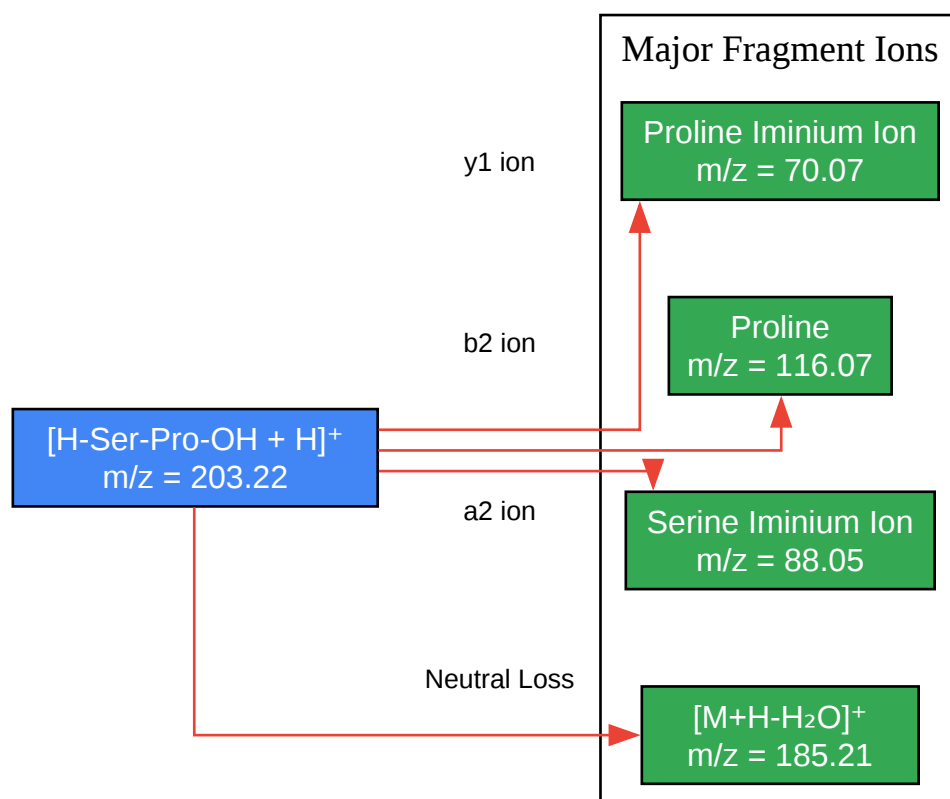 Major Fragment Ions
Proline Iminium Ion
m/z = 70.07
y1 ion
Proline
m/z = 116.07
b2 ion
[H-Ser-Pro-OH + H]⁺
m/z = 203.22
Serine Iminium Ion
m/z = 88.05
a2 ion
Neutral Loss
[M+H-H₂O]⁺
m/z = 185.21